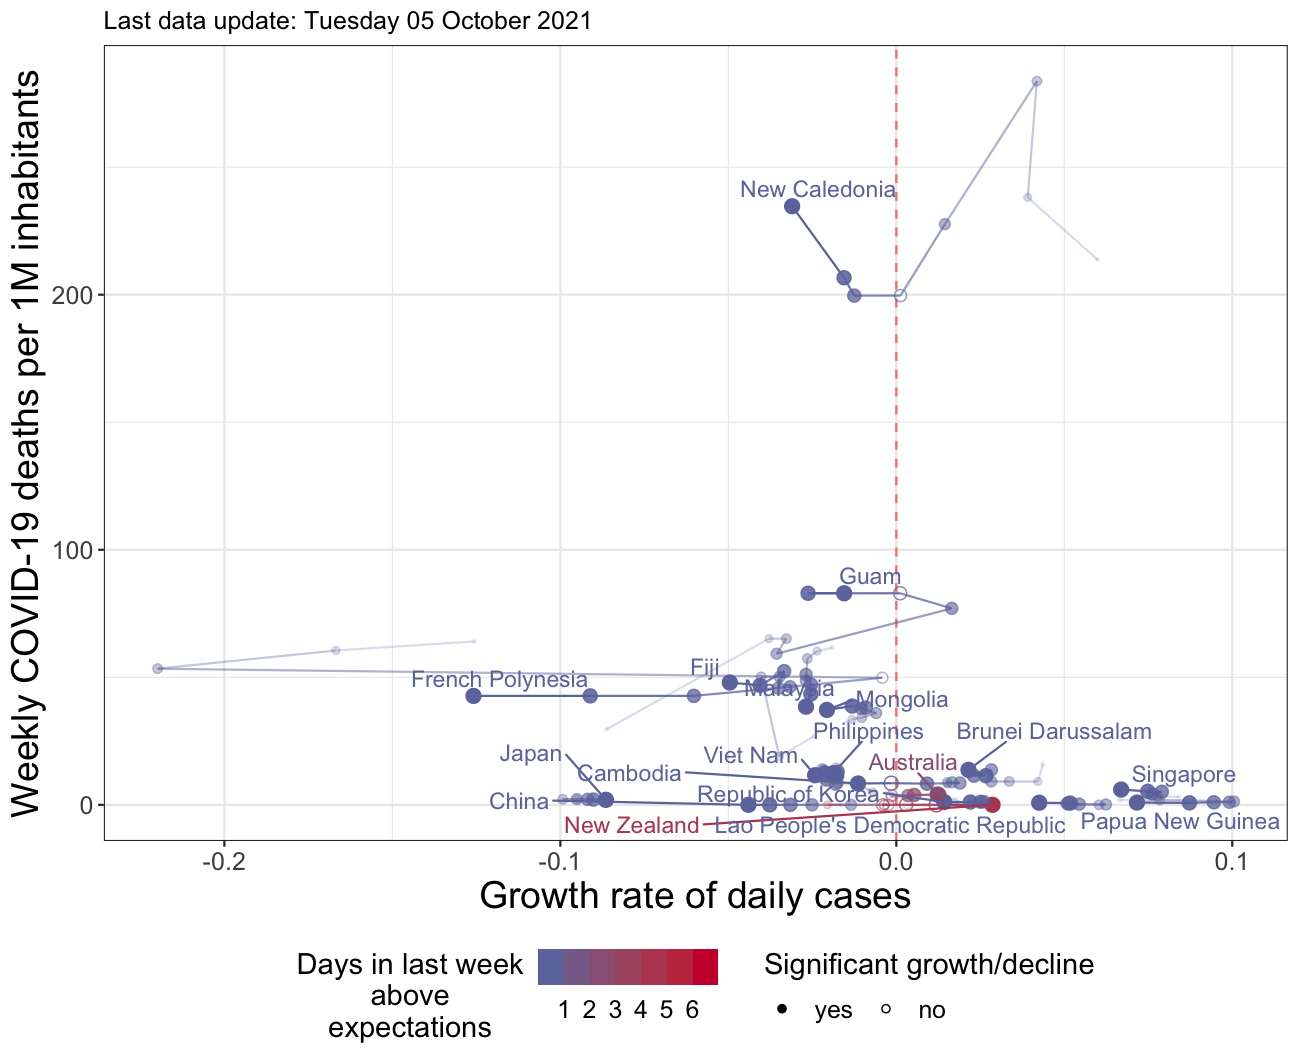 Last data update: Tuesday 05 October 2021
Weekly COVID-19 deaths per 1M inhabitants
200
100
0
New Caledonia
Guam
Fiji
French Polynesia
Malaysia
Mongolia
Philippines
Brunei Darussalam
Japan
Viet Nam
Cambodia
Australia
Singapore
China
Republic of Korea
New Zealand
Lao People's Democratic Republic
Papua New Guinea
-0.2
-0.1
0.0
0.1
Growth rate of daily cases
Days in last week
above
expectations
1 2 3 4 5 6
Significant growth/decline
yes
no